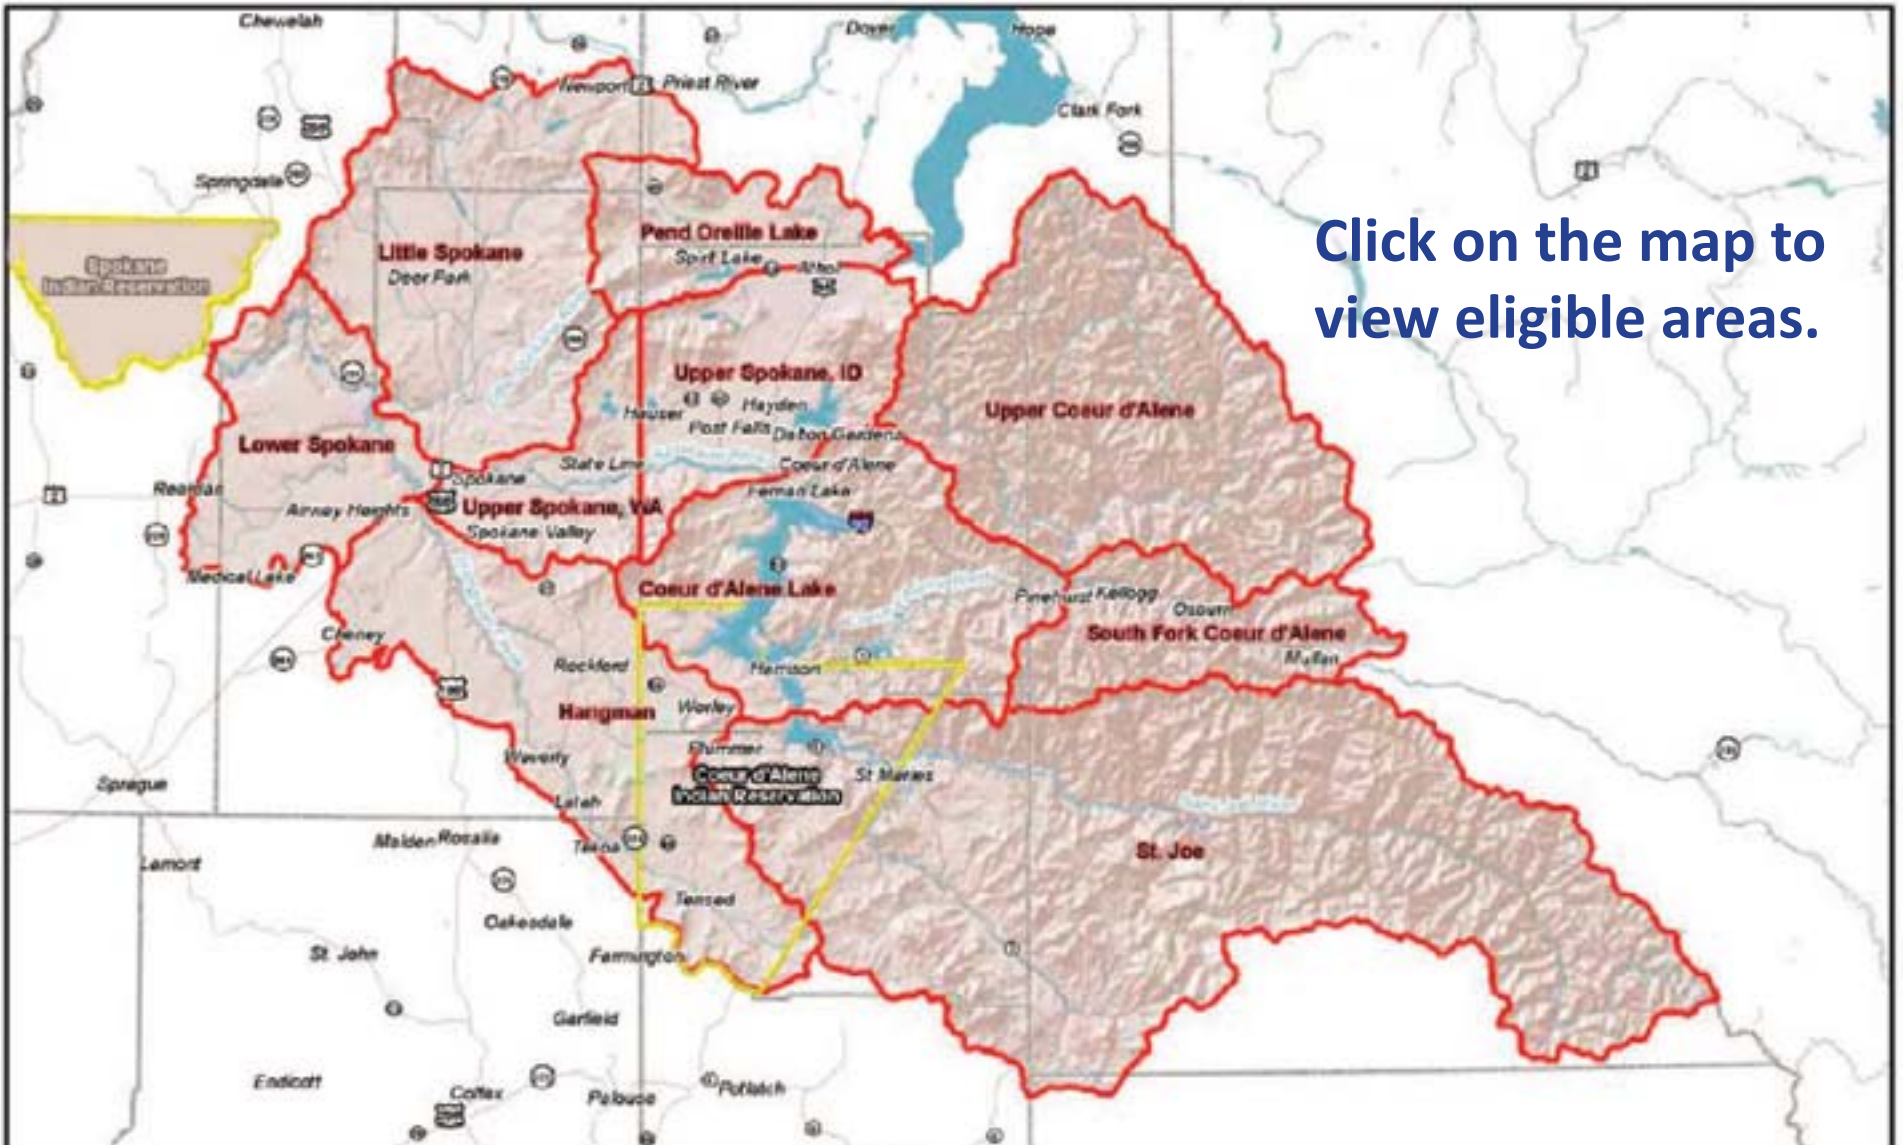 Chewelah
Dover
Hope
Newport
Priest River
Clark Fork
Springdale
Click on the map to
view eligible areas.
Pend Oreille Lake
Little Spokane
Spirit Lake
Athol
Spokane
Indian Reservation
Deer Park
Upper Spokane, ID
Hauser
Hayden
Upper Coeur d'Alene
Post Falls
Dalton Gardens
Lower Spokane
State Line
Coeur d'Alene
Spokane
Reardan
Fernan Lake
Airway Heights
Upper Spokane, WA
Spokane Valley
Medical Lake
Coeur d'Alene Lake
Pinehurst
Kellogg
Osburn
Cheney
South Fork Coeur d'Alene
Mullan
Rockford
Harrison
Hangman
Worley
Plummer
Waverly
Coeur d'Alene
Indian Reservation
St Maries
Sprague
Latah
Malden
Rosalia
Tekoa
St. Joe
Lamont
Tensed
Oakesdale
St. John
Farmington
Garfield
Endicott
Colfax
Palouse
Potlatch